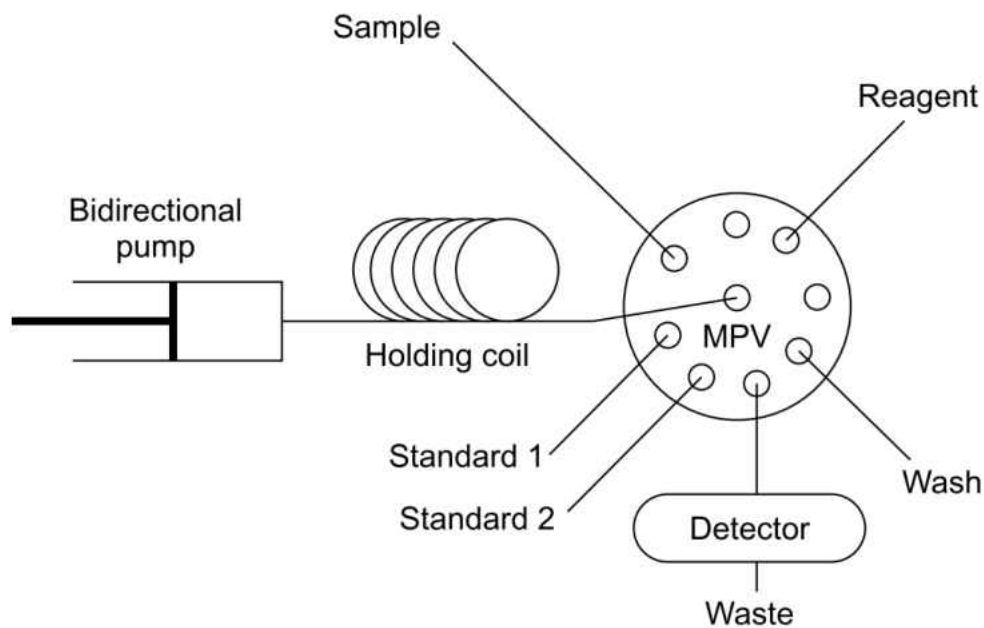 Sample
Reagent
Bidirectional
pump
Holding coil
MPV
Standard 1
Standard 2
Wash
Detector
Waste